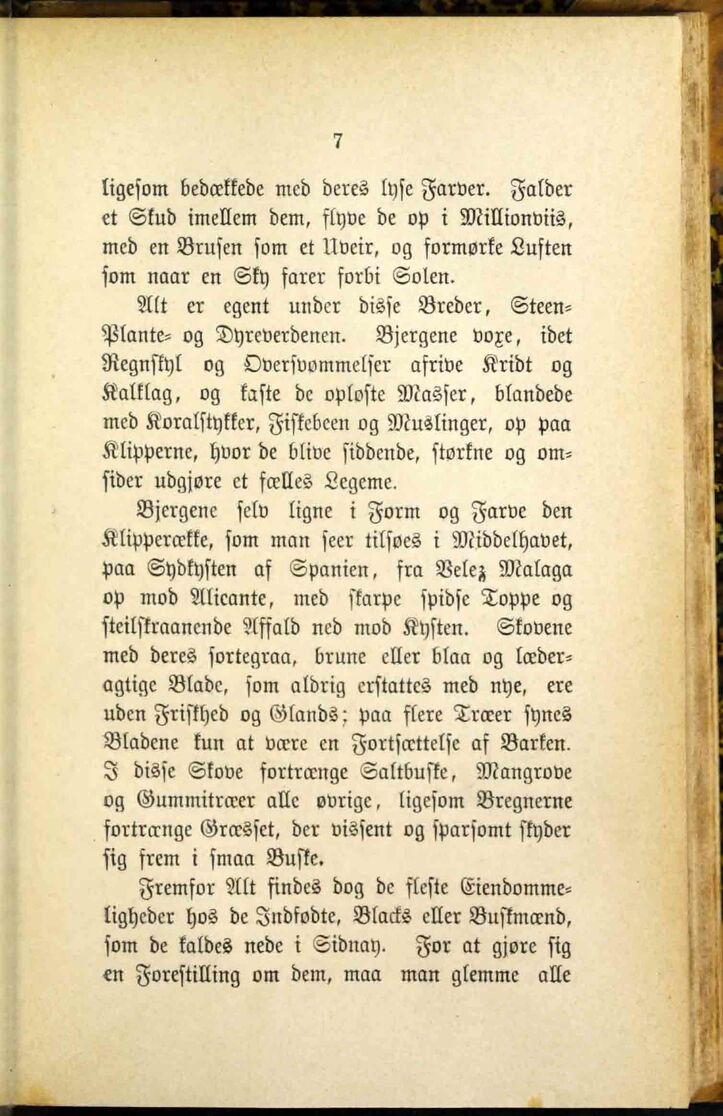 7
ligesom bedækkede med deres lyse Farver. Falder
et Skud imellem dem, flyve de op i Millionviis,
med en Brusen som et Uveir, og formørke Luften
som naar en Sky farer forbi Solen.
Alt er egent under disse Breder, Steen-
Plante- og Dyreverdenen. Bjergene voxe, idet
Regnskyl og Oversvømmelser afrive Kridt og
Kalklag, og kaste de opløste Masser, blandede
med Koralstykker, Fiskebeen og Muslinger, op paa
Klipperne, hvor de blive siddende, størkne og om-
sider udgjøre et fælles Legeme.
Bjergene selv ligne i Form og Farve den
Klipperække, som man seer tilsøes i Middelhavet,
paa Sydkysten af Spanien, fra Velez Malaga
op mod Alicante, med skarpe spidse Toppe og
steilskraanende Affald ned mod Kysten. Skovene
med deres sortegraa, brune eller blaa og læder-
agtige Blade, som aldrig erstattes med nye, ere
uden Friskhed og Glands; paa flere Træer synes
Bladene kun at være en Fortsættelse af Barken.
I disse Skove fortrænge Saltbuske, Mangrove
og Gummitræer alle øvrige, ligesom Bregnerne
fortrænge Græsset, der vissent og sparsomt skyder
sig frem i smaa Buske.
Fremfor Alt findes dog de fleste Eiendomme-
ligheder hos de Indfødte, Blacks eller Buskmænd,
som de kaldes nede i Sidnay. For at gjøre sig
en Forestilling om dem, maa man glemme alle